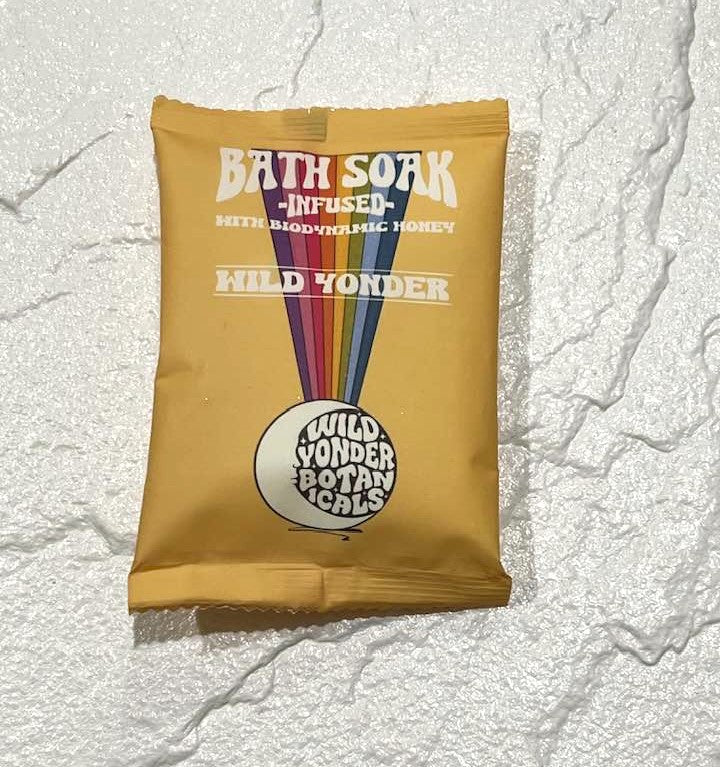 BATH SOAK
-INFUSED-
WITH BIODYNAMIC HONEY
WILD YONDER
WILD
YONDER
BOTAN
ICALS